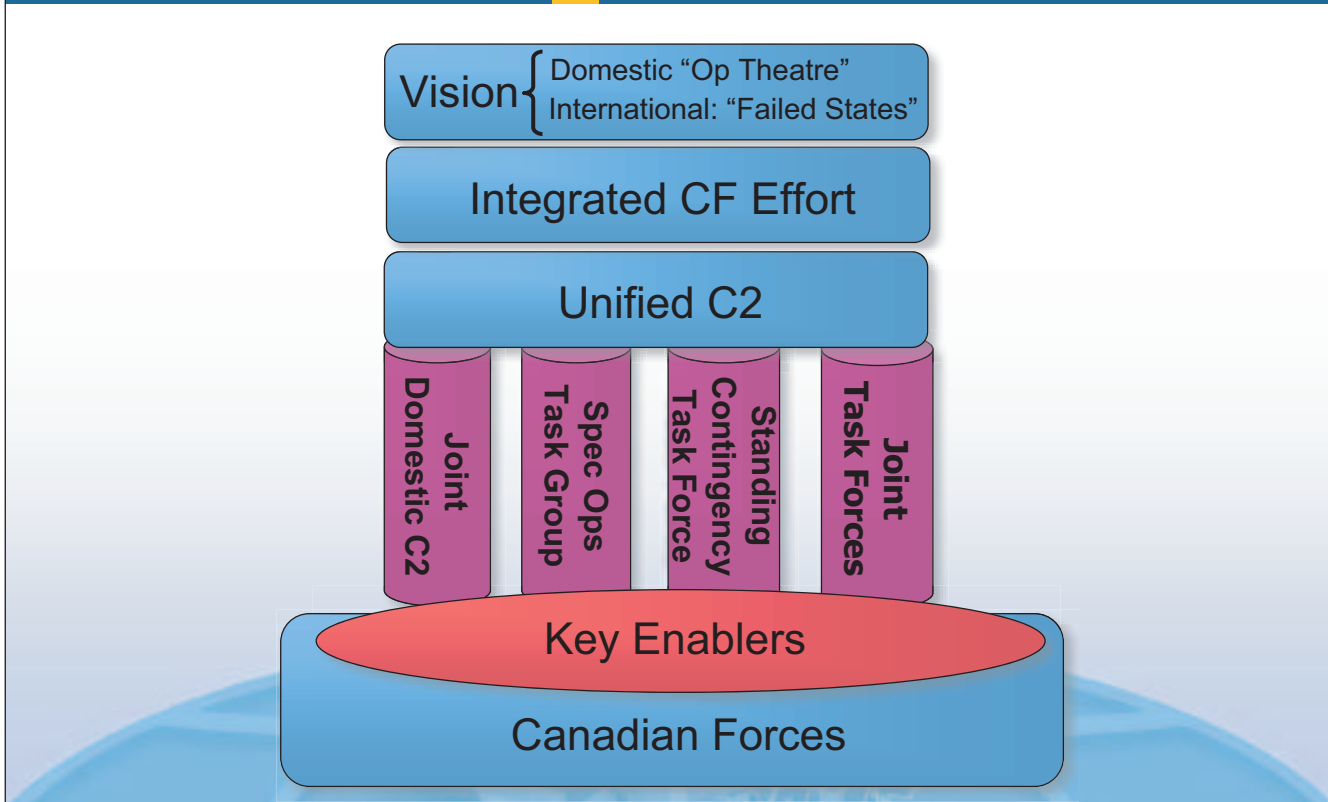 Vision
Domestic “Op Theatre”
International: “Failed States”
Integrated CF Effort
Unified C2
Joint
Domestic C2
Spec Ops
Task Group
Standing
Contingency
Task Force
Joint
Task Forces
Key Enablers
Canadian Forces